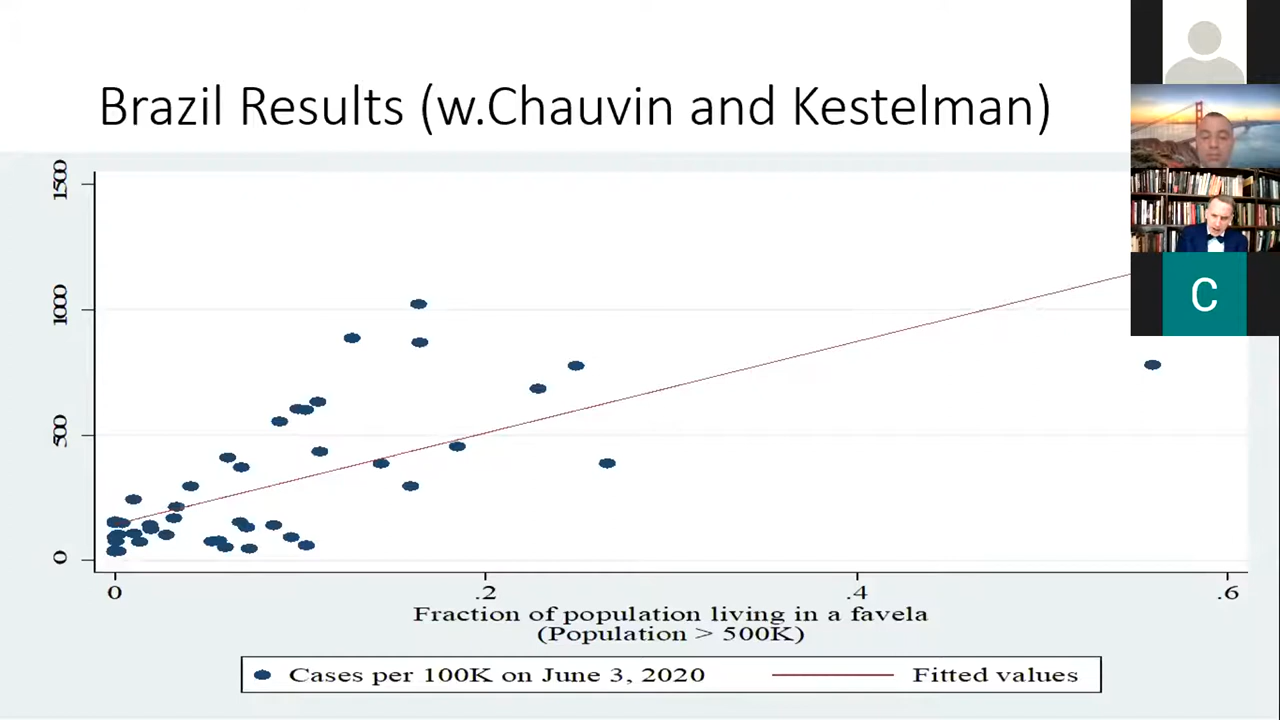 Brazil Results (w.Chauvin and Kestelman)
1500
1000
500
0
0 .2 .4 .6
Fraction of population living in a favela
(Population > 500K)
Cases per 100K on June 3, 2020 Fitted values
C